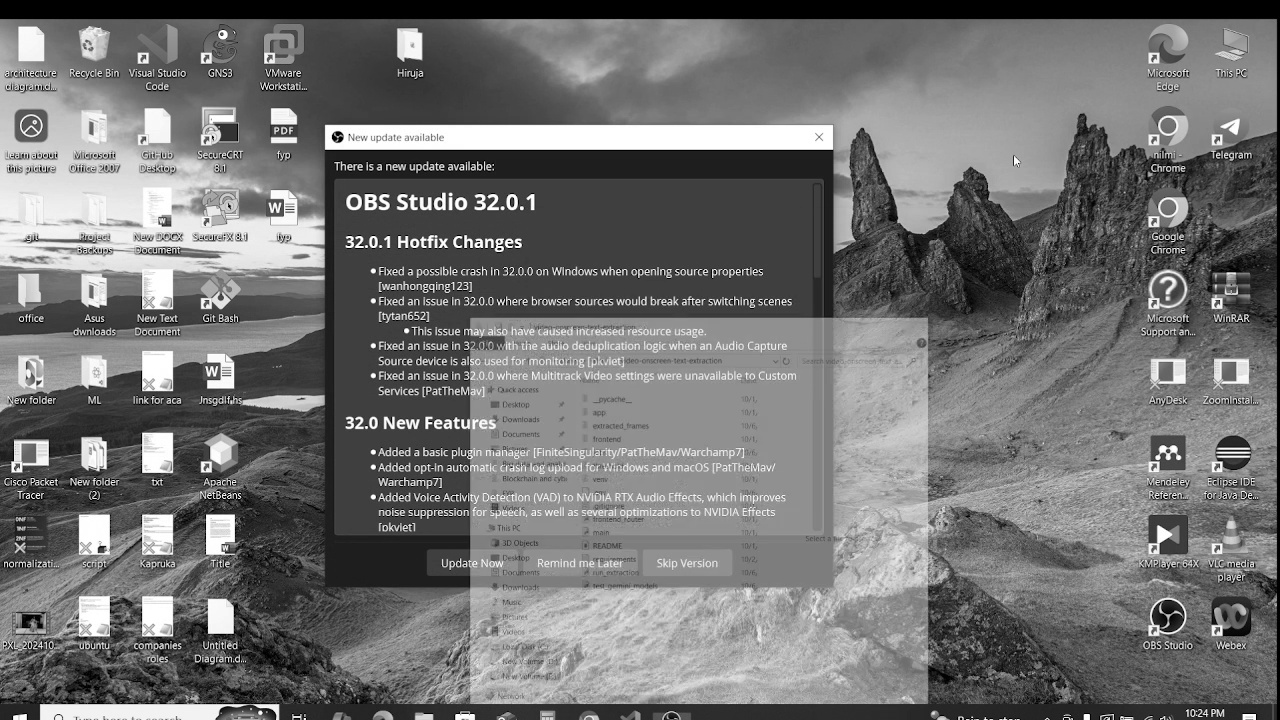 architecture
diagram.d...
Recycle Bin
Visual Studio
Code
GNS3
VMware
Workstati...
Hiruja
Microsoft
Edge
This PC
Learn about
this picture
Microsoft
Office 2007
GitHub
Desktop
SecureCRT
8.1
PDF
fyp
nilmi -
Chrome
Telegram
New update available
There is a new update available:
OBS Studio 32.0.1
32.0.1 Hotfix Changes
Fixed a possible crash in 32.0.0 on Windows when opening source properties
[wanhongqing123]
Fixed an issue in 32.0.0 where browser sources would break after switching scenes
[tytan652]
This issue may also have caused increased resource usage.
Fixed an issue in 32.0.0 with the audio deduplication logic when an Audio Capture
Source device is also used for monitoring [pkviet]
Fixed an issue in 32.0.0 where Multitrack Video settings were unavailable to Custom
Services [PatTheMav]
32.0 New Features
Added a basic plugin manager [FiniteSingularity/PatTheMav/Warchamp7]
Added opt-in automatic crash log upload for Windows and macOS [PatTheMav/
Warchamp7]
Added Voice Activity Detection (VAD) to NVIDIA RTX Audio Effects, which improves
noise suppression for speech, as well as several optimizations to NVIDIA Effects
[pkviet]
Update Now
Remind me Later
Skip Version
.git
Project
Backups
New DOCX
Document
SecureFX 8.1
fyp
Google
Chrome
office
Asus
dwnloads
New Text
Document
Git Bash
Microsoft
Support an...
WinRAR
New folder
ML
link for aca
Jnsgdl.fhs
AnyDesk
ZoomInstal...
Cisco Packet
Tracer
New folder
(2)
txt
Apache
NetBeans
Mendeley
Reference...
Eclipse IDE
for Java De...
normalizati...
script
Kapruka
Title
KMPlayer 64X
VLC media
player
PXL_202410...
ubuntu
companies
roles
Untitled
Diagram.d...
OBS Studio
Webex
video-onscreen-text-extraction
Quick access
Desktop
Downloads
Documents
Blockchain and cyb
This PC
3D Objects
Desktop
Documents
Downloads
Music
Pictures
Videos
Network
__pycache__
app
extracted_frames
frontend
venv
frontend_router
main
README
requirements
run_extraction
test_gemini_models
Type here to search
10:24 PM